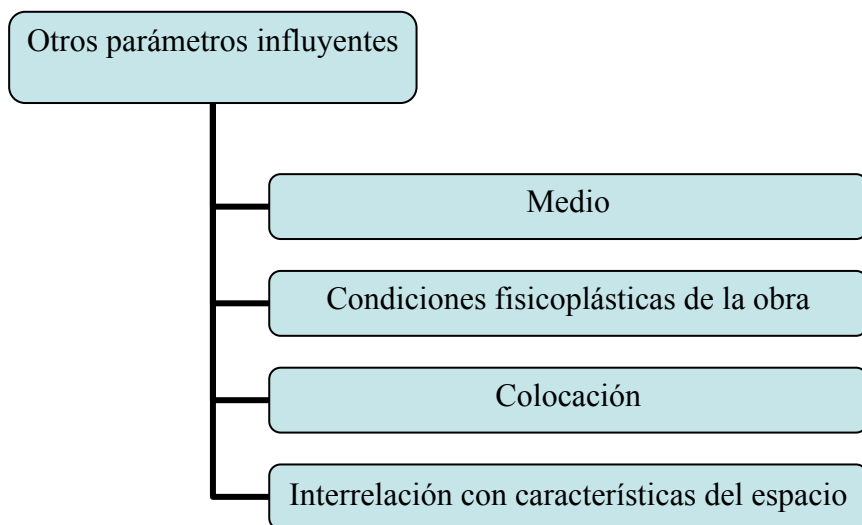 Otros parámetros influyentes
Medio
Condiciones fisicoplásticas de la obra
Colocación
Interrelación con características del espacio